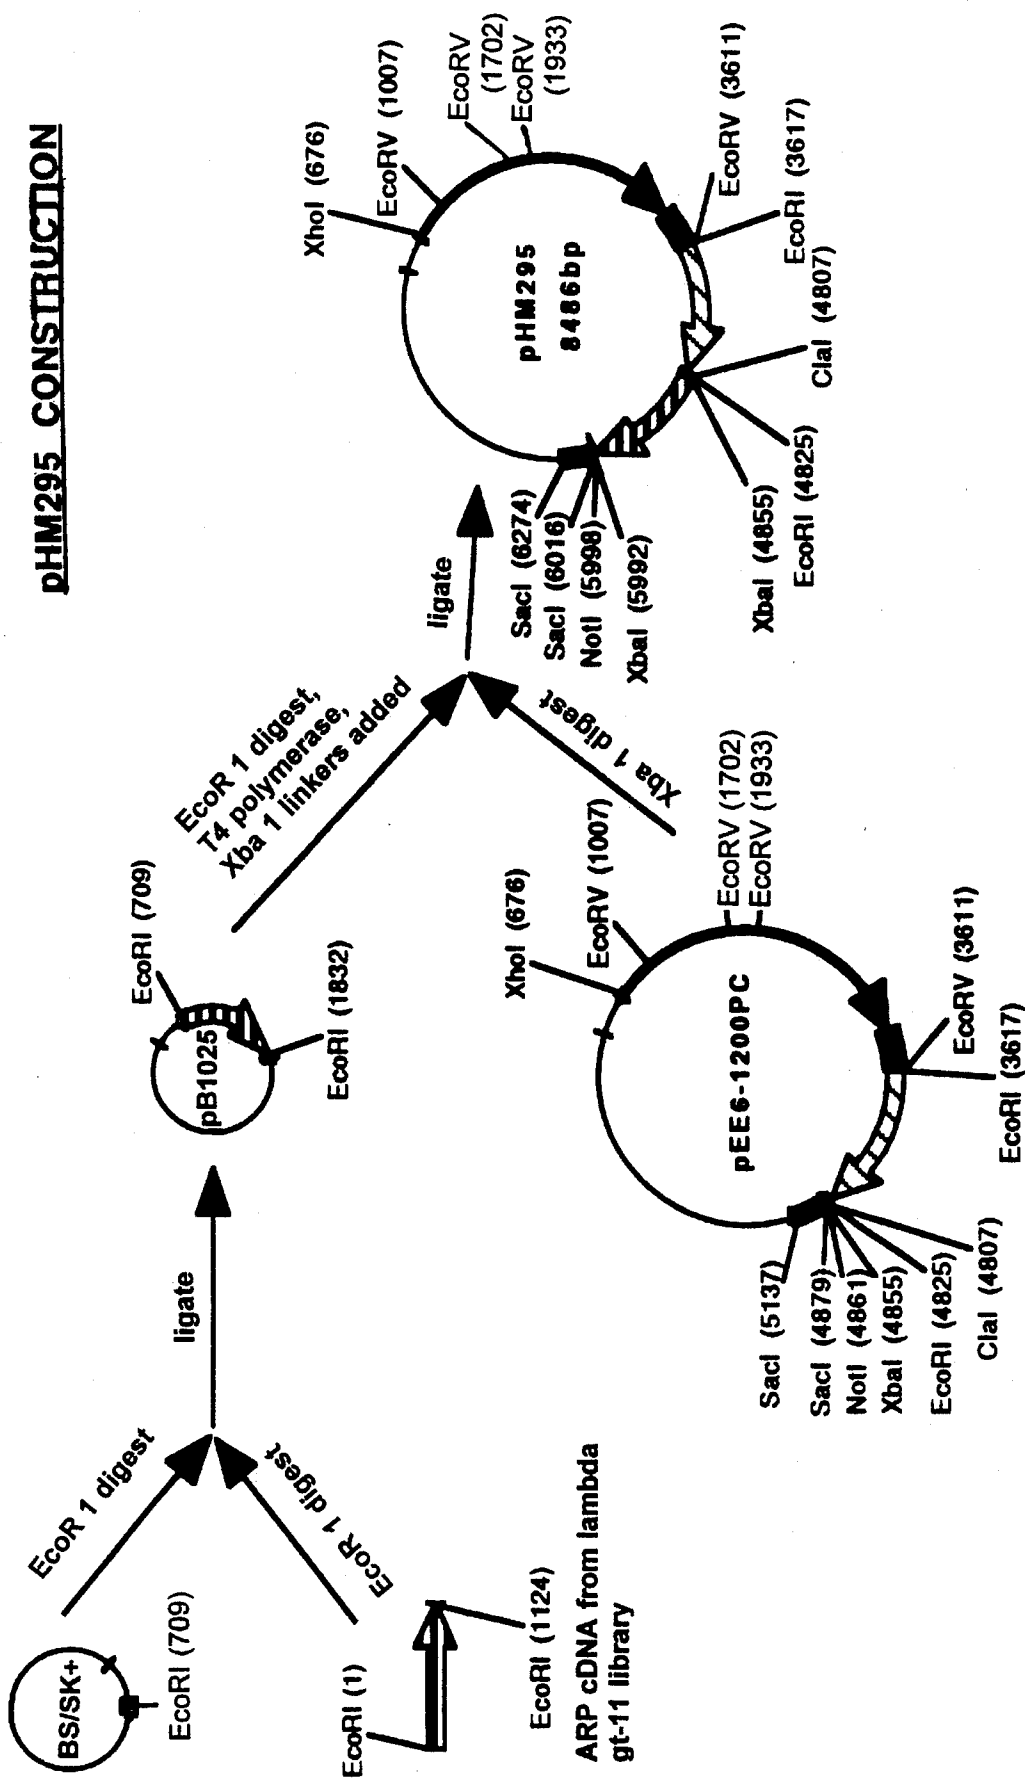 pHM295 CONSTRUCTION
BS/SK+
EcoRI (709)
EcoR 1 digest
EcoRI (1)
EcoRI (1124)
ARP cDNA from lambda
gt-11 library
EcoR 1 digest
ligate
pB1025
EcoRI (709)
EcoRI (1832)
EcoR 1 digest,
T4 polymerase,
Xba 1 linkers added
pEE6-1200PC
XhoI (676)
EcoRV (1007)
EcoRV (1702)
EcoRV (1933)
EcoRV (3611)
EcoRI (3617)
ClaI (4807)
EcoRI (4825)
XbaI (4855)
NotI (4861)
SacI (4879)
SacI (5137)
Xba 1 digest
ligate
pHM295
8486bp
XhoI (676)
EcoRV (1007)
EcoRV
(1702)
EcoRV
(1933)
EcoRV (3611)
EcoRI (3617)
ClaI (4807)
EcoRI (4825)
XbaI (4855)
XbaI (5992)
NotI (5998)
SacI (6016)
SacI (6274)